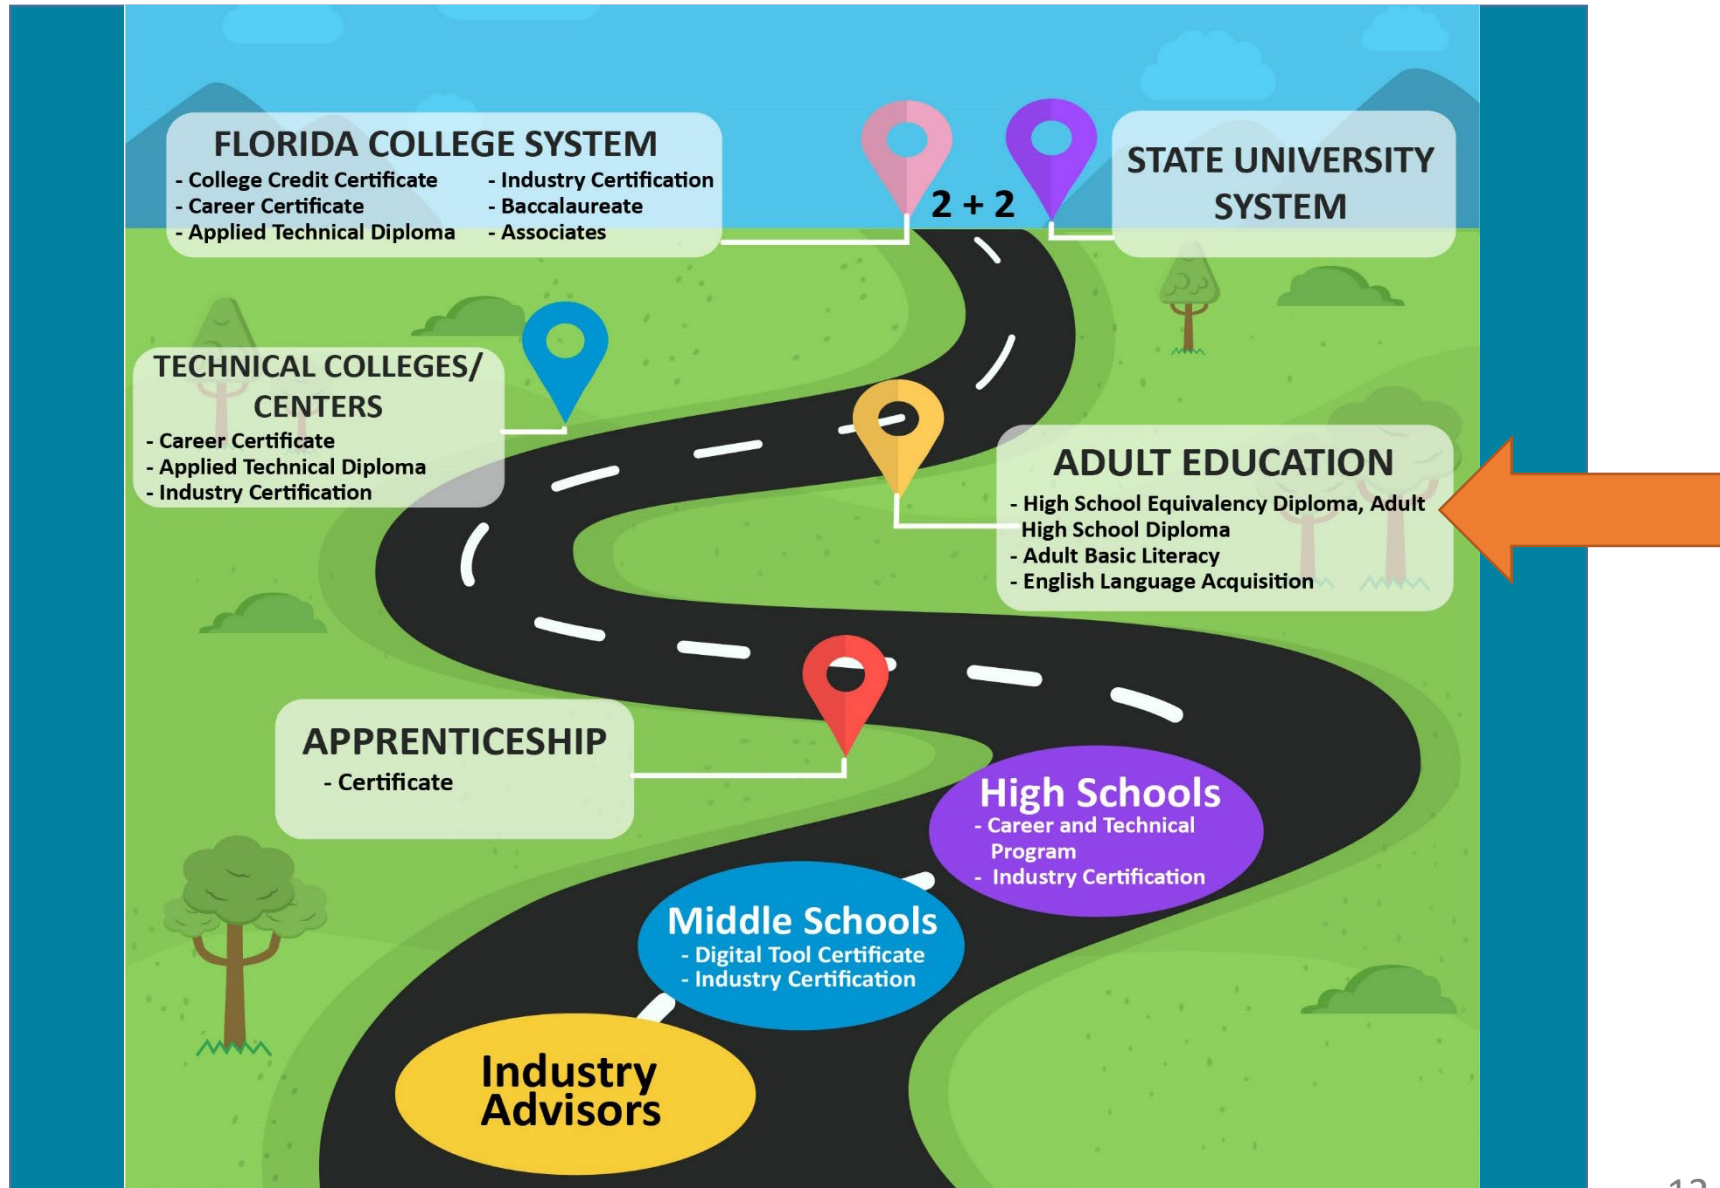 FLORIDA COLLEGE SYSTEM
- College Credit Certificate
- Career Certificate
- Applied Technical Diploma
- Industry Certification
- Baccalaureate
- Associates
2 + 2
STATE UNIVERSITY
SYSTEM
TECHNICAL COLLEGES/
CENTERS
- Career Certificate
- Applied Technical Diploma
- Industry Certification
ADULT EDUCATION
- High School Equivalency Diploma, Adult
High School Diploma
- Adult Basic Literacy
- English Language Acquisition
APPRENTICESHIP
- Certificate
High Schools
- Career and Technical
Program
- Industry Certification
Middle Schools
- Digital Tool Certificate
- Industry Certification
Industry
Advisors